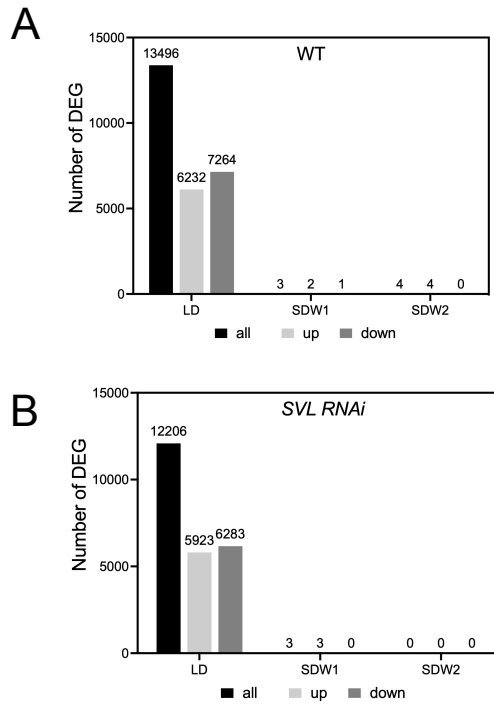 A
WT
Number of DEG
15000
10000
5000
0
13496
6232
7264
3 2 1
4 4 0
LD SDW1 SDW2
all up down
B
SVL RNAi
Number of DEG
15000
10000
5000
0
12206
5923
6283
3 3 0
0 0 0
LD SDW1 SDW2
all up down